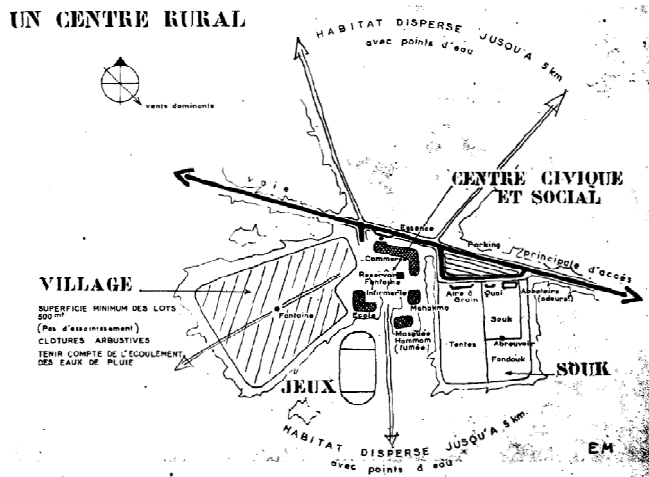 UN CENTRE RURAL
HABITAT DISPERSE JUSQU'A 5 km.
avec points d'eau
vents dominants
voie
principale d'accés
CENTRE CIVIQUE
ET SOCIAL
Essence
Parking
Commerce
Reservoir
Fontaine
Infirmerie
Ecole
Mahakma
Mosquée
Hammam
(fumée)
Aire à
Grain
Quai
Abattoirs
(odeurs)
Souk
Tentes
Abreuvoir
Fondouk
SOUK
VILLAGE
SUPERFICIE MINIMUM DES LOTS
500 m²
(Pas d'assainissement)
CLOTURES ARBUSTIVES
TENIR COMPTE DE L'ÉCOULEMENT
DES EAUX DE PLUIE
Fontaine
JEUX
HABITAT DISPERSE JUSQU'A 5 km.
avec points d eau
EM